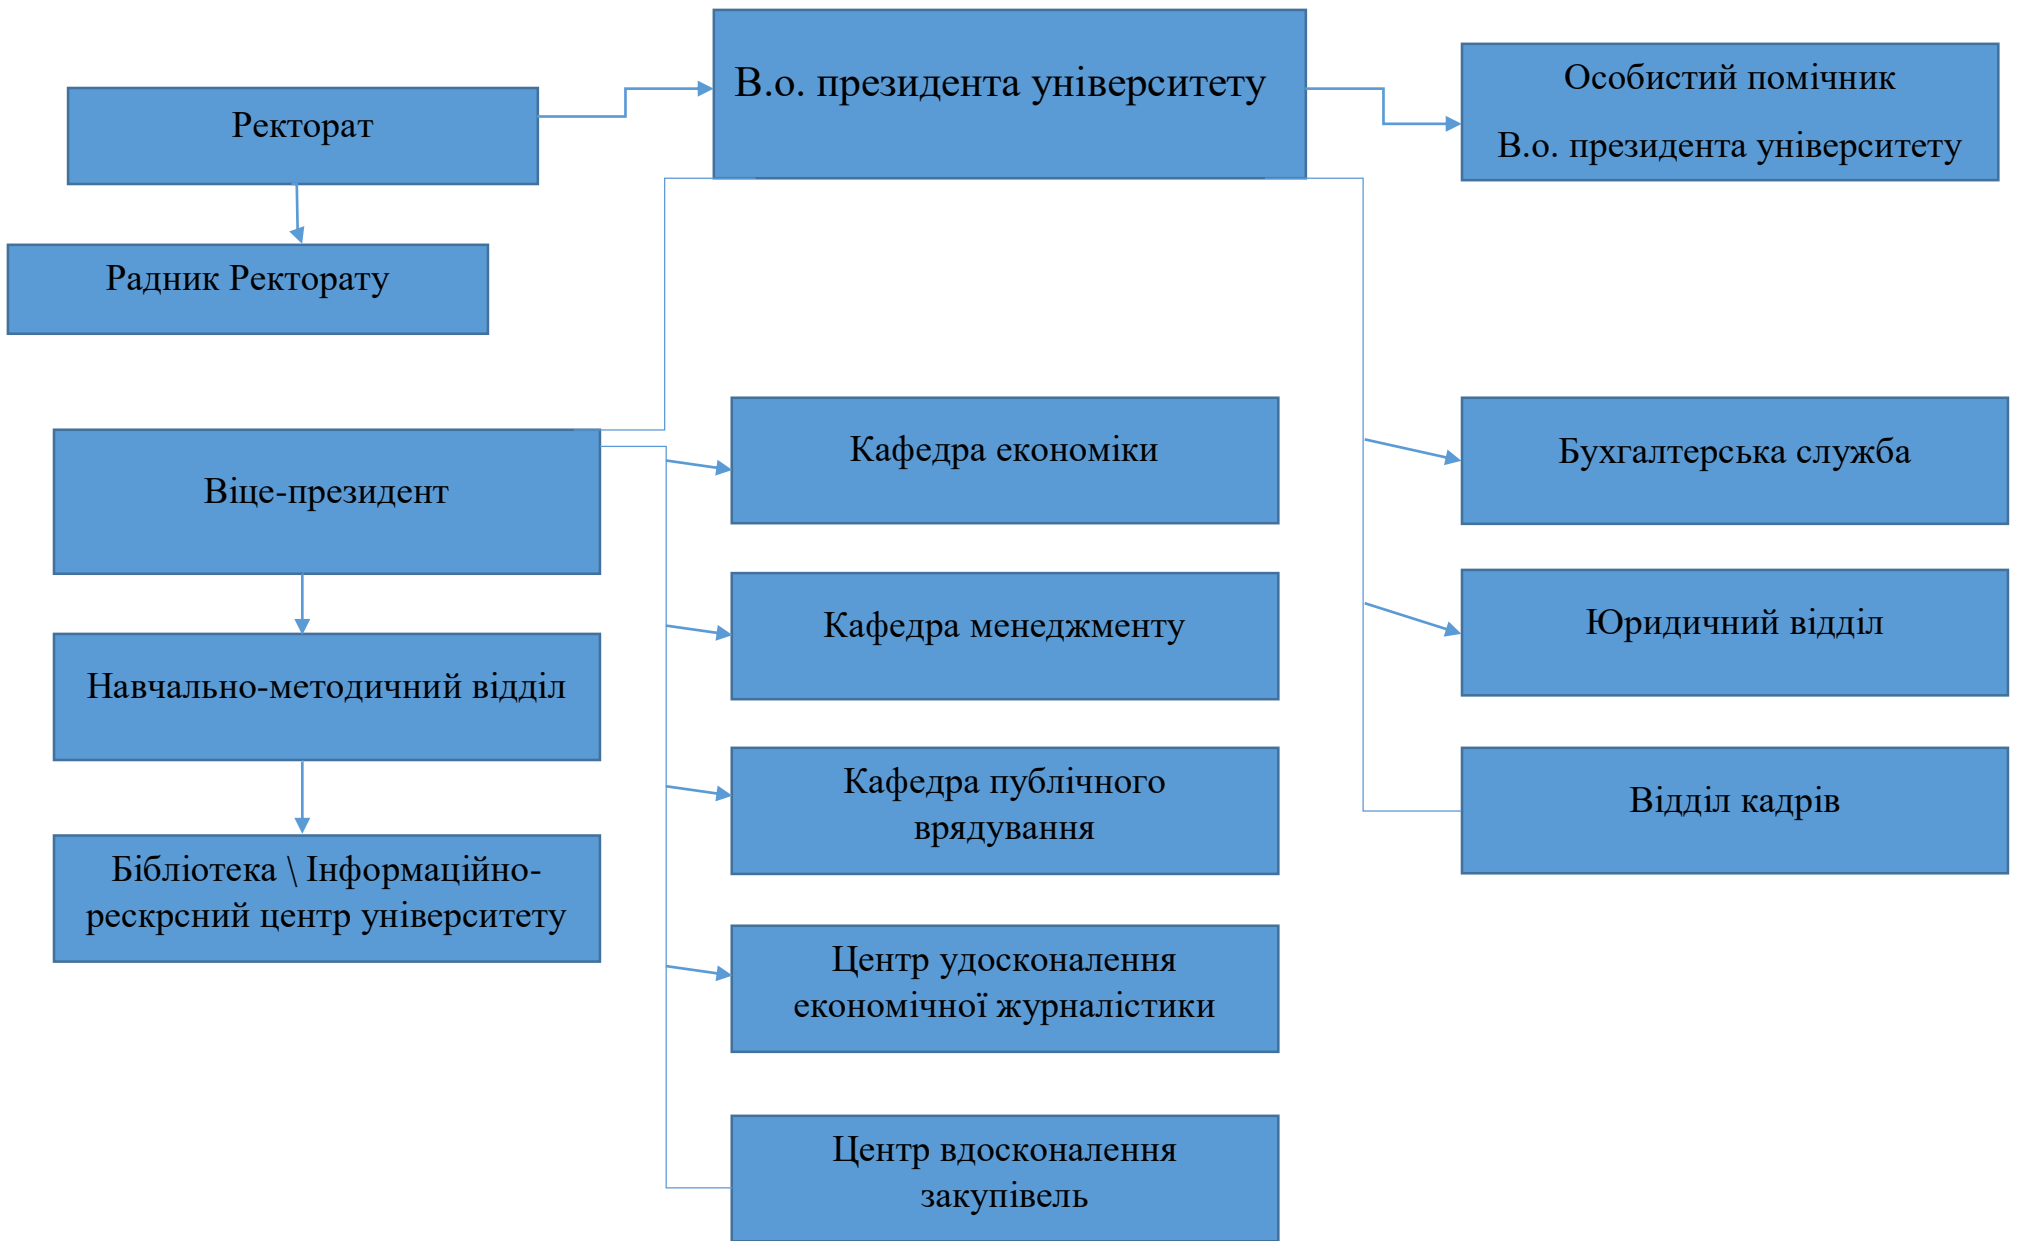 В.о. президента університету
Особистий помічник
В.о. президента університету
Ректорат
Радник Ректорату
Віце-президент
Навчально-методичний відділ
Бібліотека \ Інформаційно-
рескрсний центр університету
Кафедра економіки
Кафедра менеджменту
Кафедра публічного
врядування
Центр удосконалення
економічної журналістики
Центр вдосконалення
закупівель
Бухгалтерська служба
Юридичний відділ
Відділ кадрів